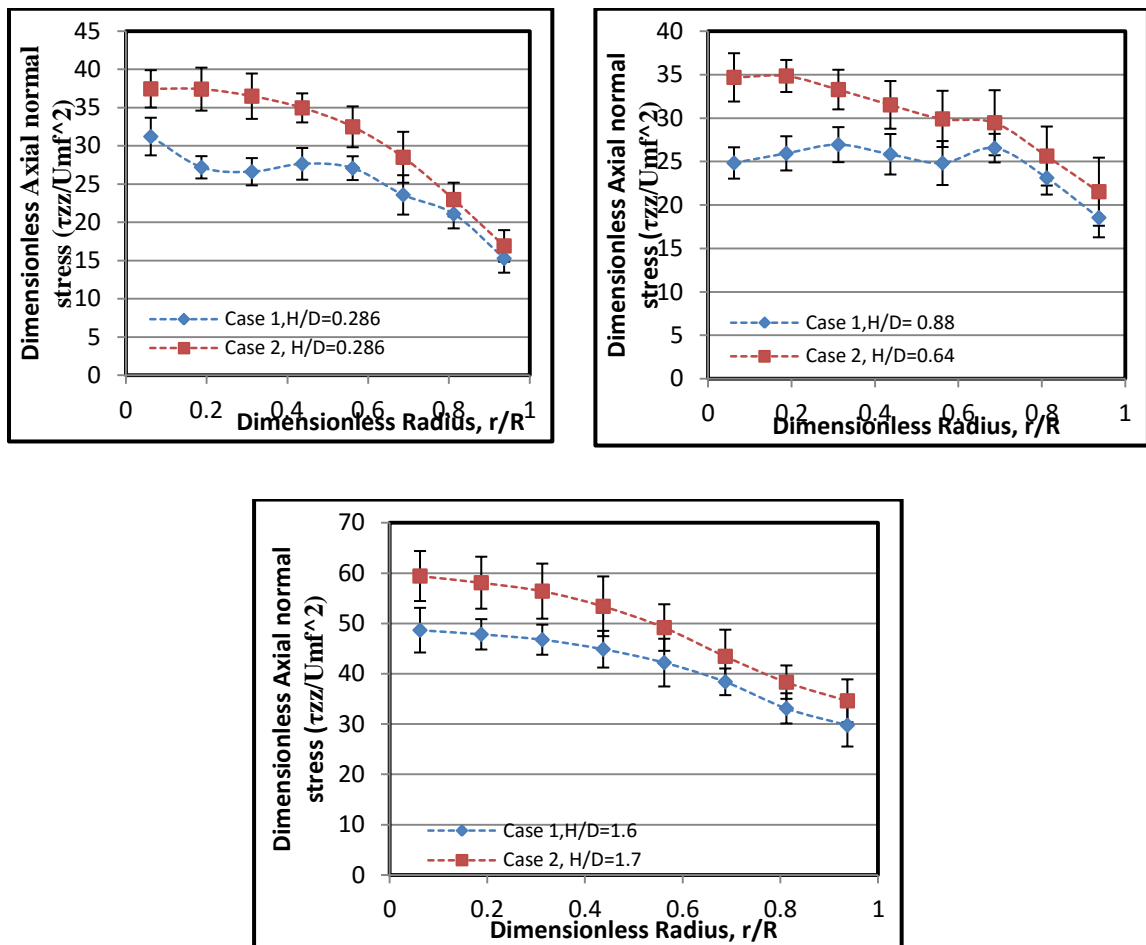 Dimensionless Axial normal
stress (τzz/Umf^2)
45
40
35
30
25
20
15
10
5
0
Case 1,H/D=0.286
Case 2, H/D=0.286
0 0.2 0.4 0.6 0.8 1
Dimensionless Radius, r/R
Dimensionless Axial normal
stress (τzz/Umf^2)
40
35
30
25
20
15
10
5
0
Case 1,H/D= 0.88
Case 2, H/D=0.64
0 0.2 0.4 0.6 0.8 1
Dimensionless Radius, r/R
Dimensionless Axial normal
stress (τzz/Umf^2)
70
60
50
40
30
20
10
0
Case 1,H/D=1.6
Case 2, H/D=1.7
0 0.2 0.4 0.6 0.8 1
Dimensionless Radius, r/R